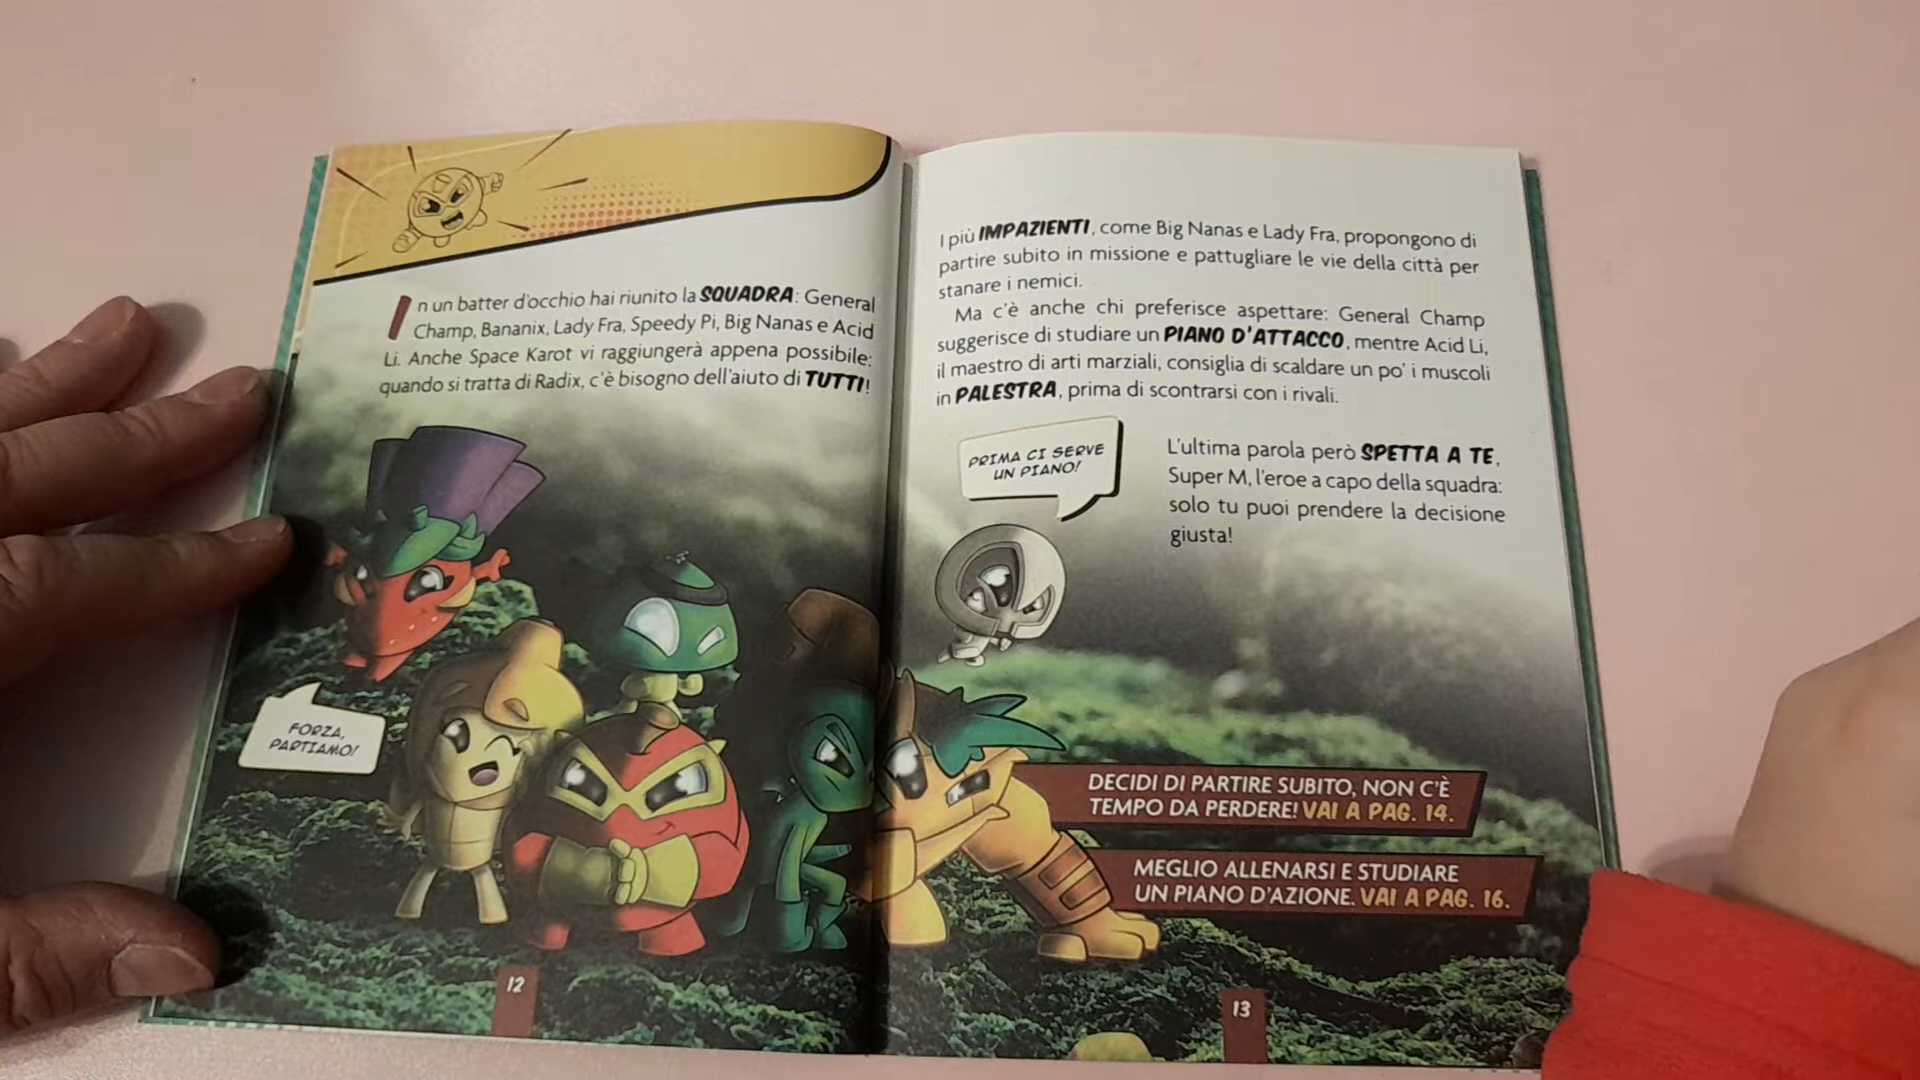 In un batter d'occhio hai riunito la SQUADRA: General
Champ, Bananix, Lady Fra, Speedy Pi, Big Nanas e Acid
Li. Anche Space Karot vi raggiungerà appena possibile:
quando si tratta di Radix, c'è bisogno dell'aiuto di TUTTI!
FORZA,
PARTIAMO!
12
I più IMPAZIENTI, come Big Nanas e Lady Fra, propongono di
partire subito in missione e pattugliare le vie della città per
stanare i nemici.
Ma c'è anche chi preferisce aspettare: General Champ
suggerisce di studiare un PIANO D'ATTACCO, mentre Acid Li,
il maestro di arti marziali, consiglia di scaldare un po' i muscoli
in PALESTRA, prima di scontrarsi con i rivali.
PRIMA CI SERVE
UN PIANO!
L'ultima parola però SPETTA A TE,
Super M, l'eroe a capo della squadra:
solo tu puoi prendere la decisione
giusta!
DECIDI DI PARTIRE SUBITO, NON C'È
TEMPO DA PERDERE! VAI A PAG. 14.
MEGLIO ALLENARSI E STUDIARE
UN PIANO D'AZIONE. VAI A PAG. 16.
13